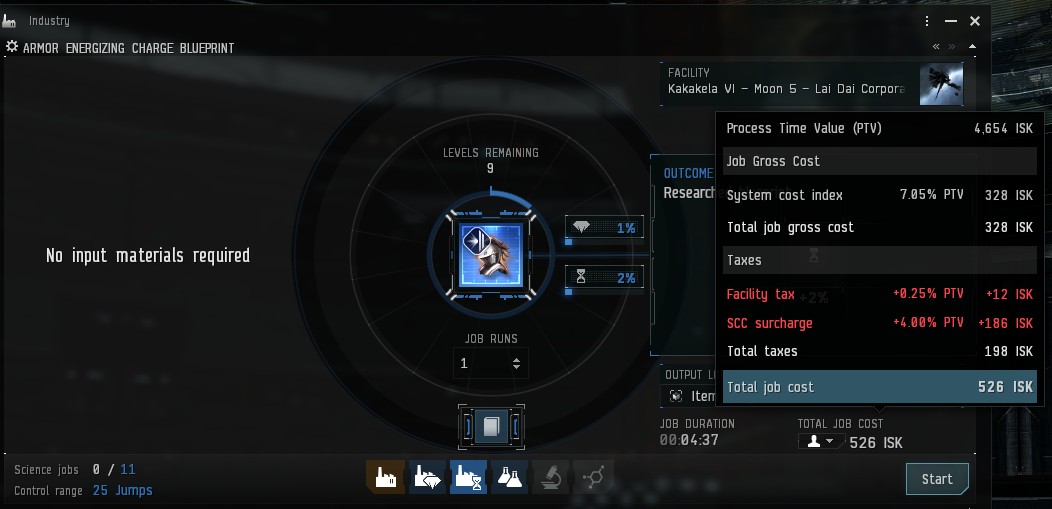 Industry
ARMOR ENERGIZING CHARGE BLUEPRINT
FACILITY
Kakakela VI - Moon 5 - Lai Dai Corpora
LEVELS REMAINING
9
No input materials required
1%
2%
JOB RUNS
1
OUTCOME
Process Time Value (PTV) 4,654 ISK
Job Gross Cost
System cost index 7.05% PTV 328 ISK
Total job gross cost 328 ISK
Taxes
Facility tax +0.25% PTV +12 ISK
SCC surcharge +4.00% PTV +186 ISK
Total taxes 198 ISK
Total job cost 526 ISK
+2%
OUTPUT
Item
JOB DURATION
00:04:37
TOTAL JOB COST
526 ISK
Science jobs 0 / 11
Control range 25 Jumps
Start